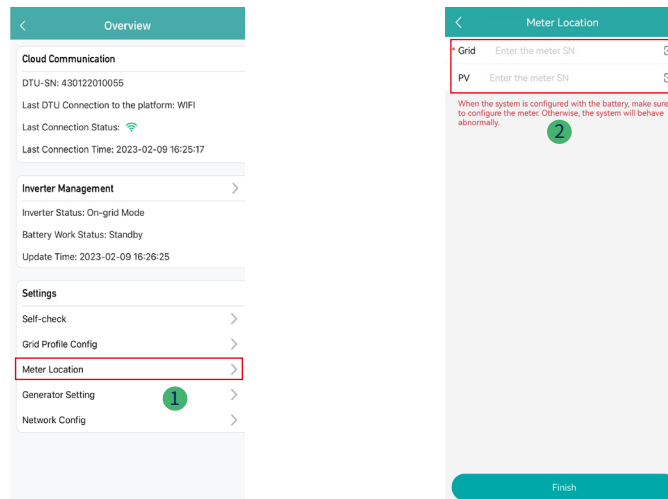 Overview
Cloud Communication
DTU-SN: 430122010055
Last DTU Connection to the platform: WIFI
Last Connection Status:
Last Connection Time: 2023-02-09 16:25:17
Inverter Management
Inverter Status: On-grid Mode
Battery Work Status: Standby
Update Time: 2023-02-09 16:26:25
Settings
Self-check
Grid Profile Config
Meter Location
Generator Setting
1
Network Config
Meter Location
* Grid Enter the meter SN
PV Enter the meter SN
When the system is configured with the battery, make sure
to configure the meter. Otherwise, the system will behave
abnormally.
2
Finish